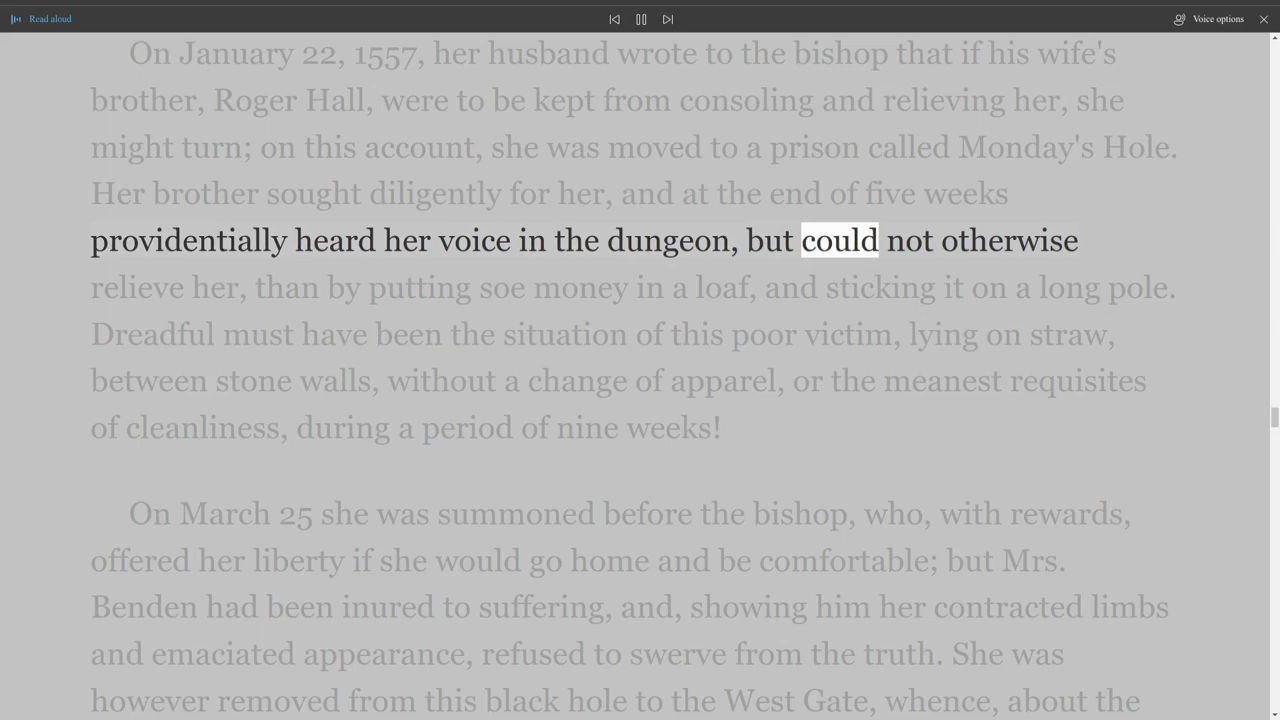 Read aloud
Voice options
On January 22, 1557, her husband wrote to the bishop that if his wife's
brother, Roger Hall, were to be kept from consoling and relieving her, she
might turn; on this account, she was moved to a prison called Monday's Hole.
Her brother sought diligently for her, and at the end of five weeks
providentially heard her voice in the dungeon, but could not otherwise
relieve her, than by putting soe money in a loaf, and sticking it on a long pole.
Dreadful must have been the situation of this poor victim, lying on straw,
between stone walls, without a change of apparel, or the meanest requisites
of cleanliness, during a period of nine weeks!
On March 25 she was summoned before the bishop, who, with rewards,
offered her liberty if she would go home and be comfortable; but Mrs.
Benden had been inured to suffering, and, showing him her contracted limbs
and emaciated appearance, refused to swerve from the truth. She was
however removed from this black hole to the West Gate, whence, about the